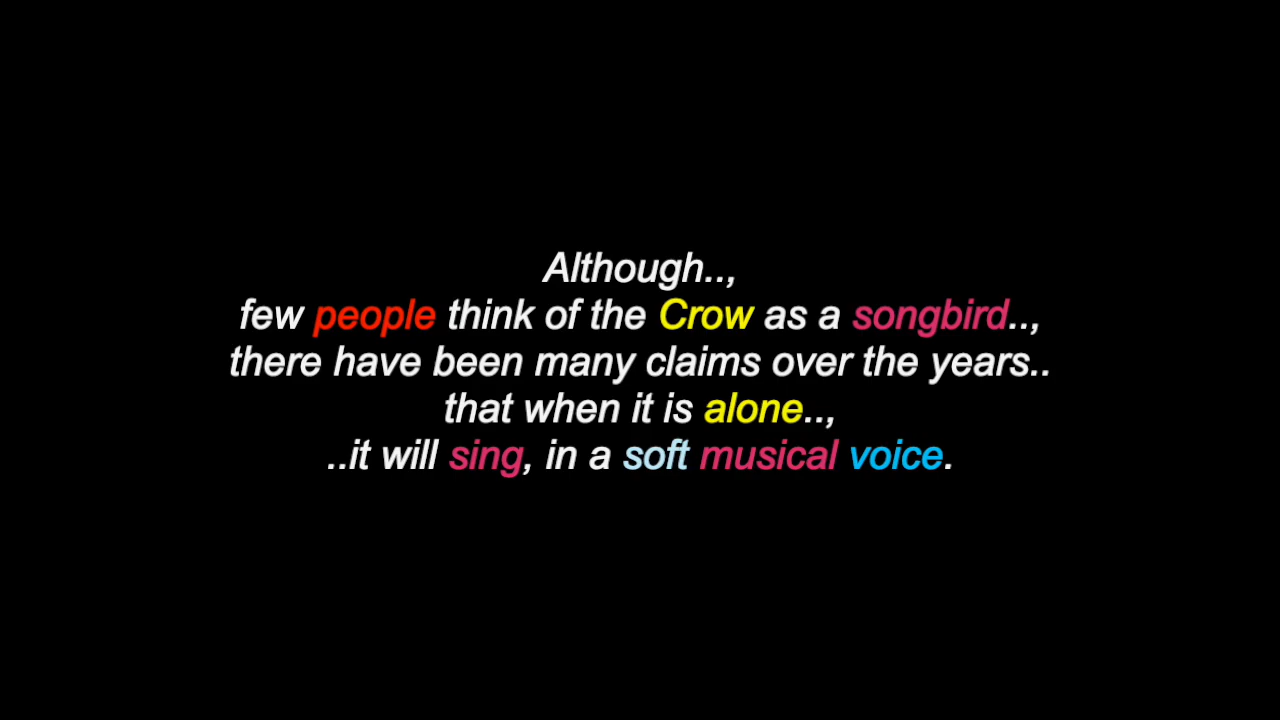 Although..,
few people think of the Crow as a songbird..,
there have been many claims over the years..
that when it is alone..,
..it will sing, in a soft musical voice.